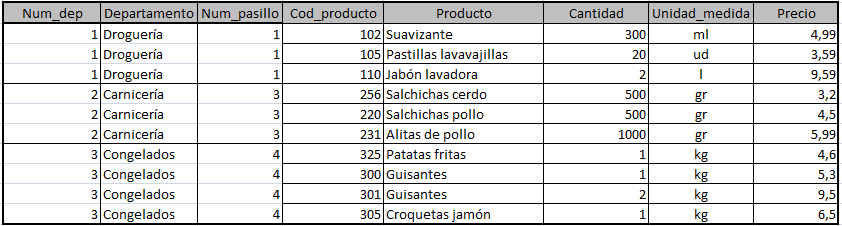 Num_dep Departamento Num_pasillo Cod_producto Producto Cantidad Unidad_medida Precio
1 Droguería 1 102 Suavizante 300 ml 4,99
1 Droguería 1 105 Pastillas lavavajillas 20 ud 3,59
1 Droguería 1 110 Jabón lavadora 2 l 9,59
2 Carnicería 3 256 Salchichas cerdo 500 gr 3,2
2 Carnicería 3 220 Salchichas pollo 500 gr 4,5
2 Carnicería 3 231 Alitas de pollo 1000 gr 5,99
3 Congelados 4 325 Patatas fritas 1 kg 4,6
3 Congelados 4 300 Guisantes 1 kg 5,3
3 Congelados 4 301 Guisantes 2 kg 9,5
3 Congelados 4 305 Croquetas jamón 1 kg 6,5